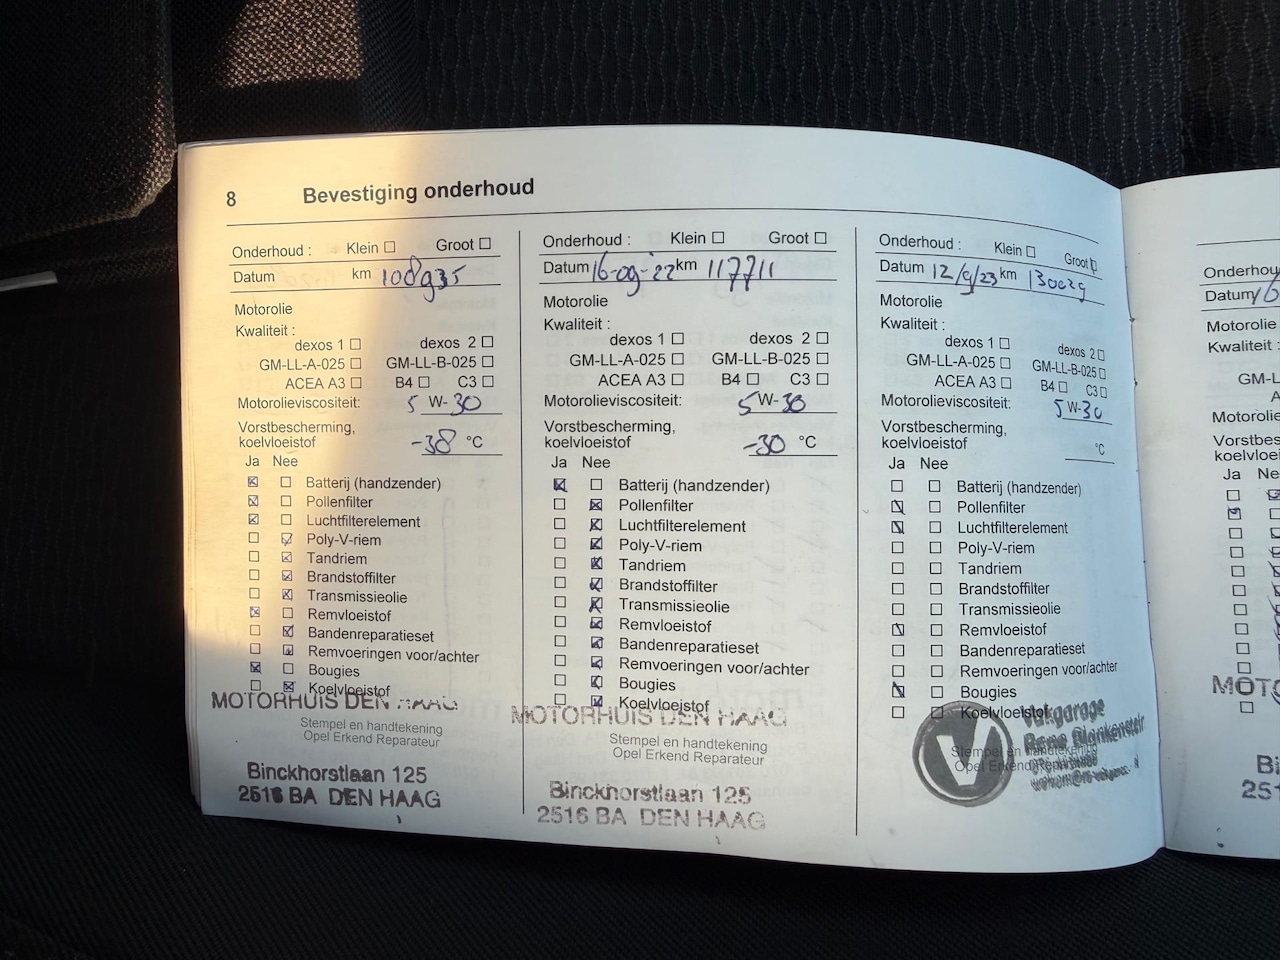 8 Bevestiging onderhoud
Onderhoud : Klein ☐ Groot ☐
Datum km 108935
Motorolie
Kwaliteit :
dexos 1 ☐ dexos 2 ☐
GM-LL-A-025 ☐ GM-LL-B-025 ☐
ACEA A3 ☐ B4 ☐ C3 ☐
Motorolieviscositeit: 5 W-30
Vorstbescherming,
koelvloeistof -38 °C
Ja Nee
☒ ☐ Batterij (handzender)
☒ ☐ Pollenfilter
☒ ☐ Luchtfilterelement
☐ ☒ Poly-V-riem
☐ ☒ Tandriem
☐ ☒ Brandstoffilter
☐ ☒ Transmissieolie
☒ ☐ Remvloeistof
☐ ☒ Bandenreparatieset
☐ ☒ Remvoeringen voor/achter
☒ ☐ Bougies
☐ ☒ Koelvloeistof
MOTORHUIS DEN HAAG
Stempel en handtekening
Opel Erkend Reparateur
Binckhorstlaan 125
2516 BA DEN HAAG
Onderhoud : Klein ☐ Groot ☐
Datum 16-09-'22 km 117711
Motorolie
Kwaliteit :
dexos 1 ☐ dexos 2 ☐
GM-LL-A-025 ☐ GM-LL-B-025 ☐
ACEA A3 ☐ B4 ☐ C3 ☐
Motorolieviscositeit: 5W-30
Vorstbescherming,
koelvloeistof -30 °C
Ja Nee
☒ ☐ Batterij (handzender)
☐ ☒ Pollenfilter
☐ ☒ Luchtfilterelement
☐ ☒ Poly-V-riem
☐ ☒ Tandriem
☐ ☒ Brandstoffilter
☐ ☒ Transmissieolie
☐ ☒ Remvloeistof
☐ ☒ Bandenreparatieset
☐ ☒ Remvoeringen voor/achter
☐ ☒ Bougies
☐ ☒ Koelvloeistof
MOTORHUIS DEN HAAG
Stempel en handtekening
Opel Erkend Reparateur
Binckhorstlaan 125
2516 BA DEN HAAG
Onderhoud : Klein ☐ Groot ☒
Datum 12/9/23 km 130029
Motorolie
Kwaliteit :
dexos 1 ☐ dexos 2 ☐
GM-LL-A-025 ☐ GM-LL-B-025 ☐
ACEA A3 ☐ B4 ☐ C3 ☐
Motorolieviscositeit: 5 W-30
Vorstbescherming,
koelvloeistof °C
Ja Nee
☐ ☐ Batterij (handzender)
☒ ☐ Pollenfilter
☒ ☐ Luchtfilterelement
☐ ☐ Poly-V-riem
☐ ☐ Tandriem
☐ ☐ Brandstoffilter
☐ ☐ Transmissieolie
☒ ☐ Remvloeistof
☐ ☐ Bandenreparatieset
☐ ☐ Remvoeringen voor/achter
☒ ☐ Bougies
☐ ☐ Koelvloeistof
Vakgarage
Stempel en handtekening
Opel Erkend Reparateur
Onderhou
Datum
Motorolie
Kwaliteit :
GM-L
A
Motorolie
Vorstbes
koelvloei
Ja Ne
MOTO
Bi
251